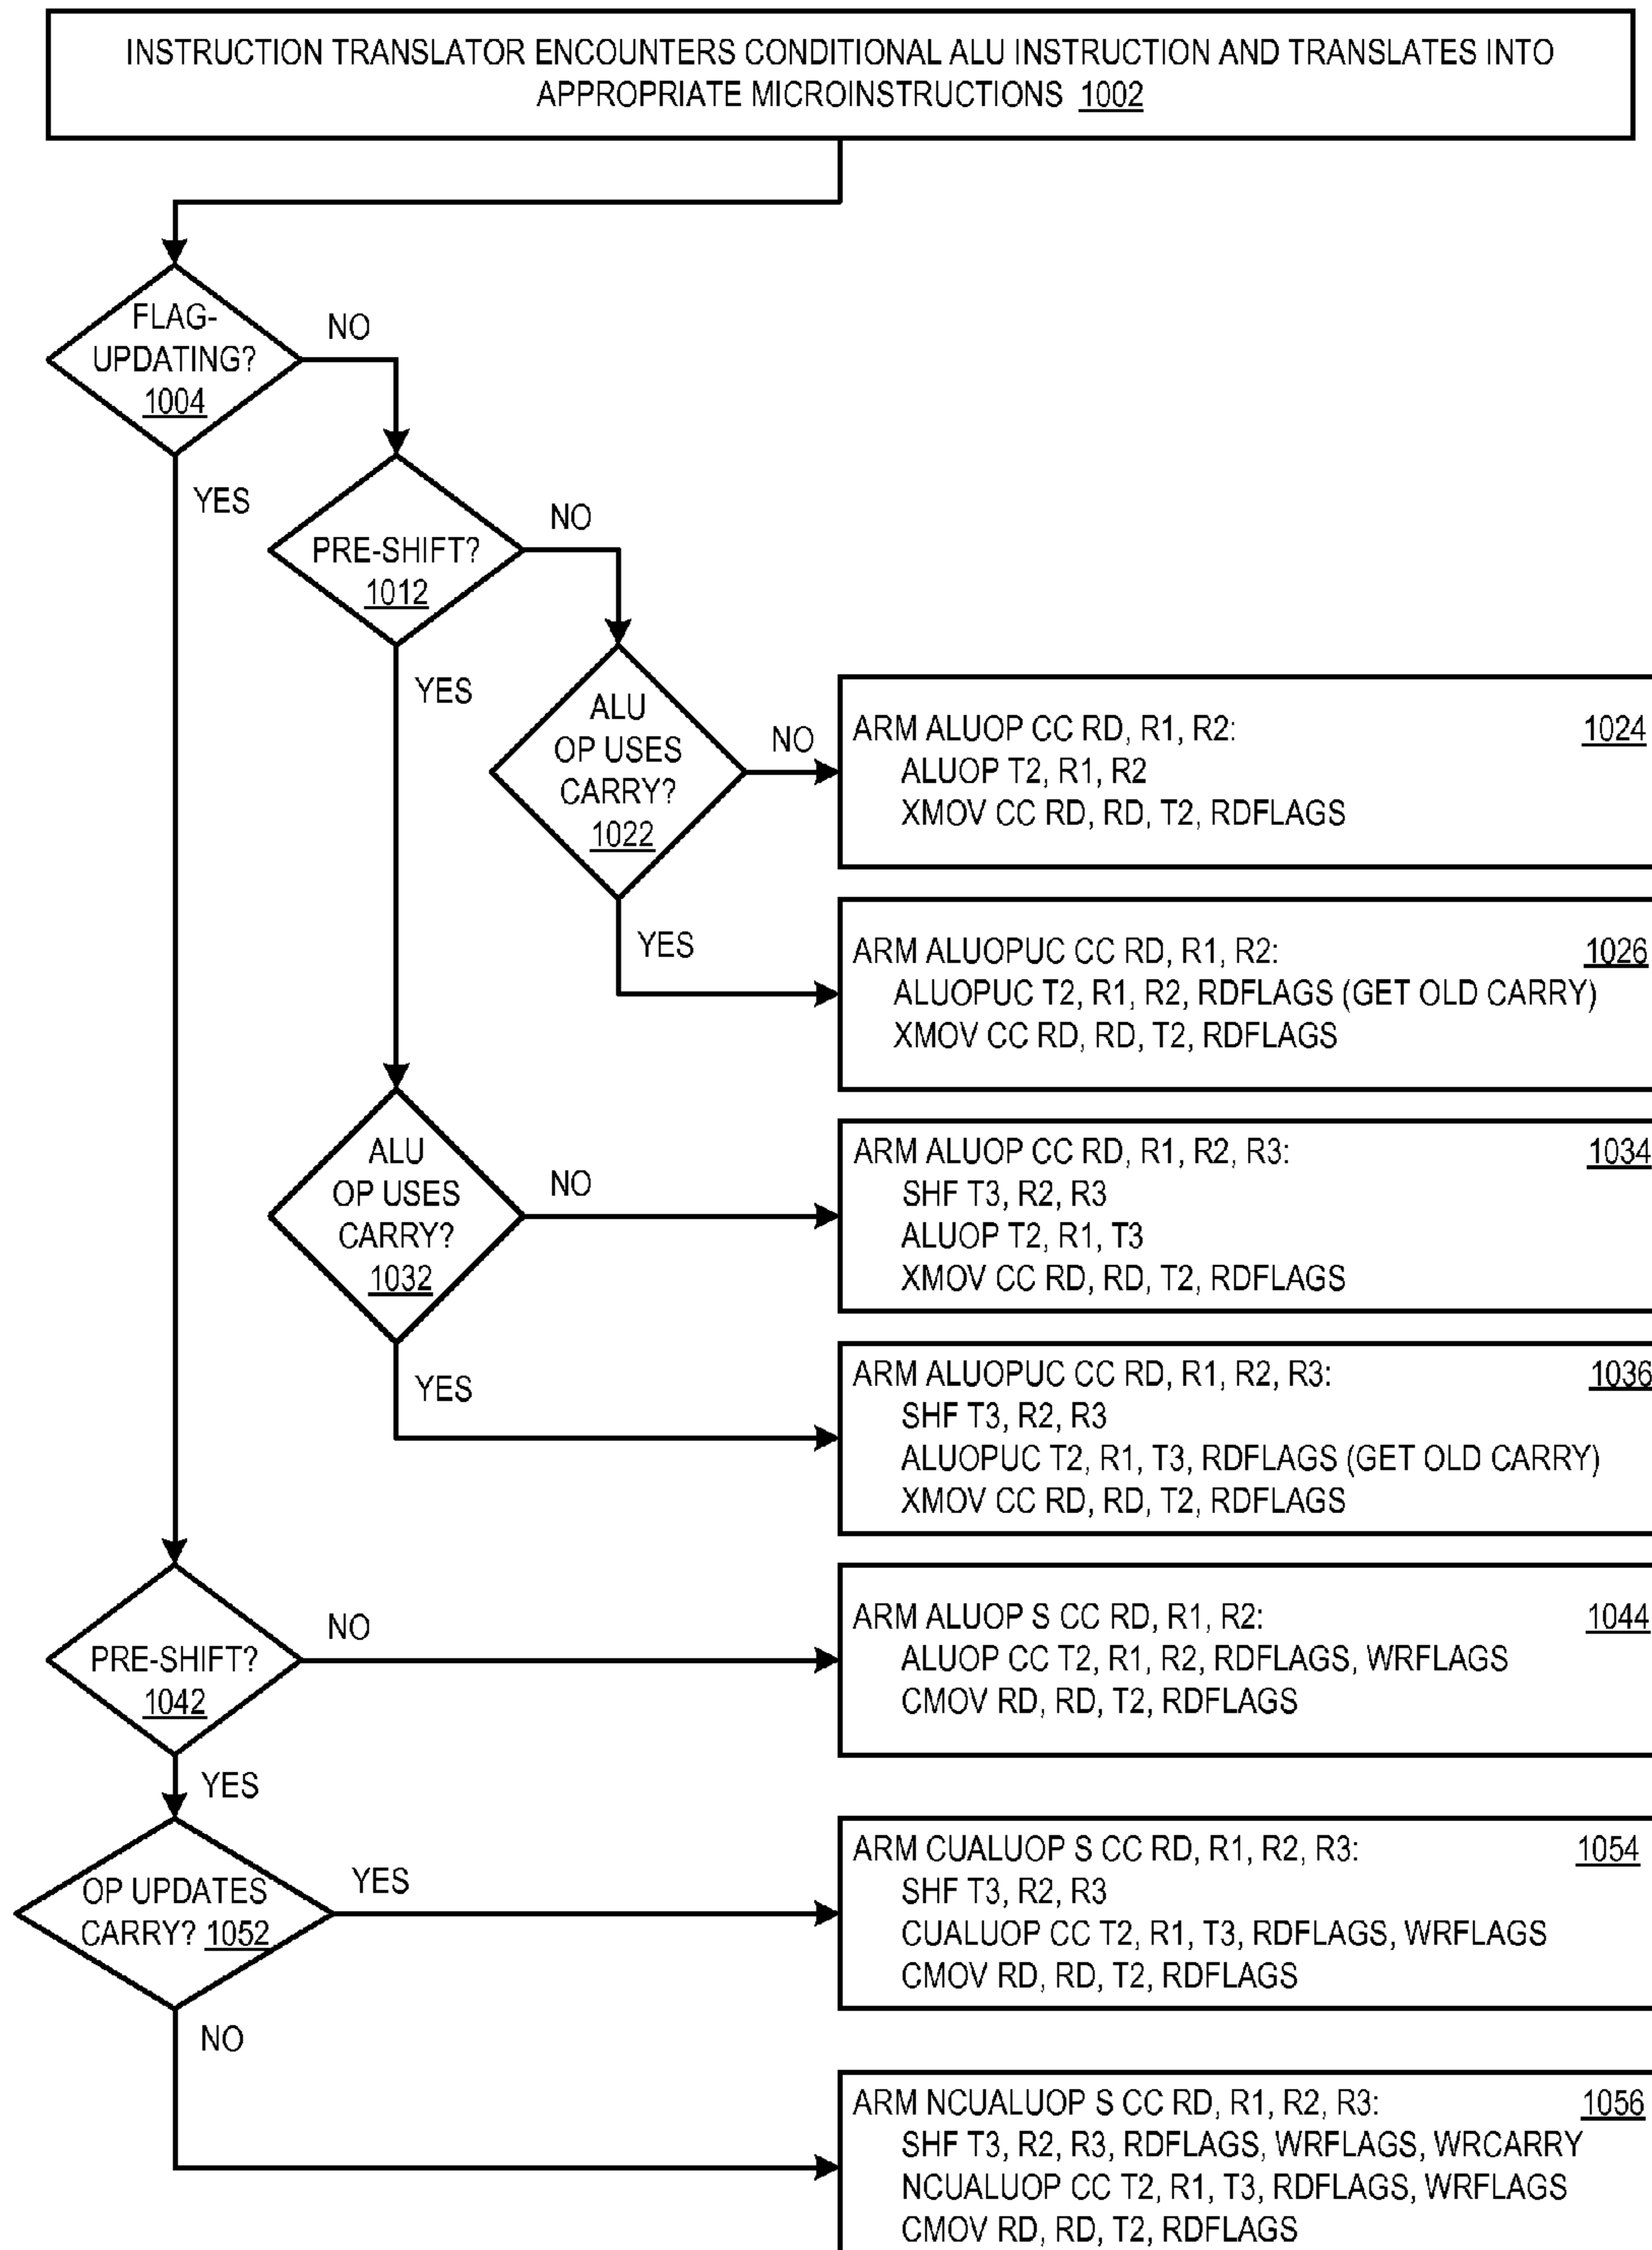 INSTRUCTION TRANSLATOR ENCOUNTERS CONDITIONAL ALU INSTRUCTION AND TRANSLATES INTO
APPROPRIATE MICROINSTRUCTIONS 1002
FLAG-
UPDATING?
1004
NO
YES
PRE-SHIFT?
1012
NO
YES
ALU
OP USES
CARRY?
1022
NO
YES
ARM ALUOP CC RD, R1, R2: 1024
ALUOP T2, R1, R2
XMOV CC RD, RD, T2, RDFLAGS
ARM ALUOPUC CC RD, R1, R2: 1026
ALUOPUC T2, R1, R2, RDFLAGS (GET OLD CARRY)
XMOV CC RD, RD, T2, RDFLAGS
ALU
OP USES
CARRY?
1032
NO
YES
ARM ALUOP CC RD, R1, R2, R3: 1034
SHF T3, R2, R3
ALUOP T2, R1, T3
XMOV CC RD, RD, T2, RDFLAGS
ARM ALUOPUC CC RD, R1, R2, R3: 1036
SHF T3, R2, R3
ALUOPUC T2, R1, T3, RDFLAGS (GET OLD CARRY)
XMOV CC RD, RD, T2, RDFLAGS
PRE-SHIFT?
1042
NO
YES
ARM ALUOP S CC RD, R1, R2: 1044
ALUOP CC T2, R1, R2, RDFLAGS, WRFLAGS
CMOV RD, RD, T2, RDFLAGS
OP UPDATES
CARRY? 1052
YES
NO
ARM CUALUOP S CC RD, R1, R2, R3: 1054
SHF T3, R2, R3
CUALUOP CC T2, R1, T3, RDFLAGS, WRFLAGS
CMOV RD, RD, T2, RDFLAGS
ARM NCUALUOP S CC RD, R1, R2, R3: 1056
SHF T3, R2, R3, RDFLAGS, WRFLAGS, WRCARRY
NCUALUOP CC T2, R1, T3, RDFLAGS, WRFLAGS
CMOV RD, RD, T2, RDFLAGS